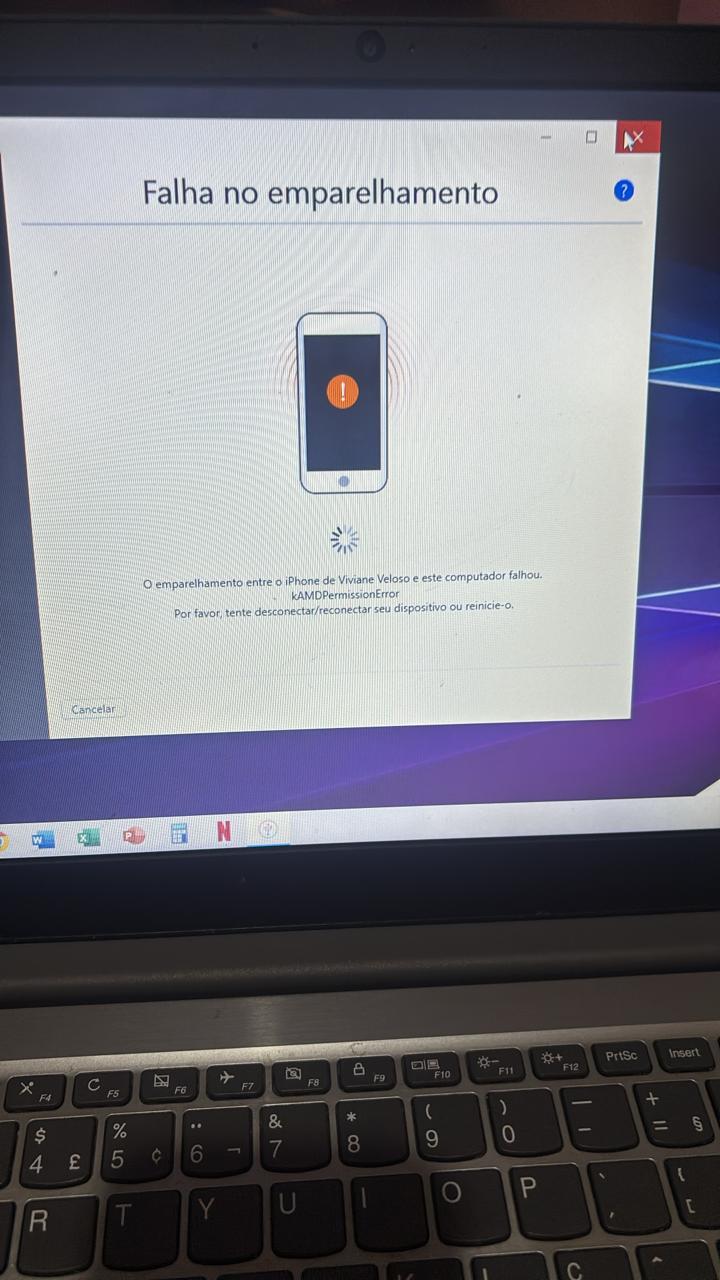 Falha no emparelhamento
?
!
O emparelhamento entre o iPhone de Viviane Veloso e este computador falhou.
kAMDPermissionError
Por favor, tente desconectar/reconectar seu dispositivo ou reinicie-o.
Cancelar
W X P N
F4 F5 F6 F7 F8 F9 F10 F11 F12 PrtSc Insert
$ % ¨ & * ( ) — +
4 £ 5 ¢ 6 ¬ 7 8 9 0 - = §
R T Y U I O P ` {
´ [
Ç ^